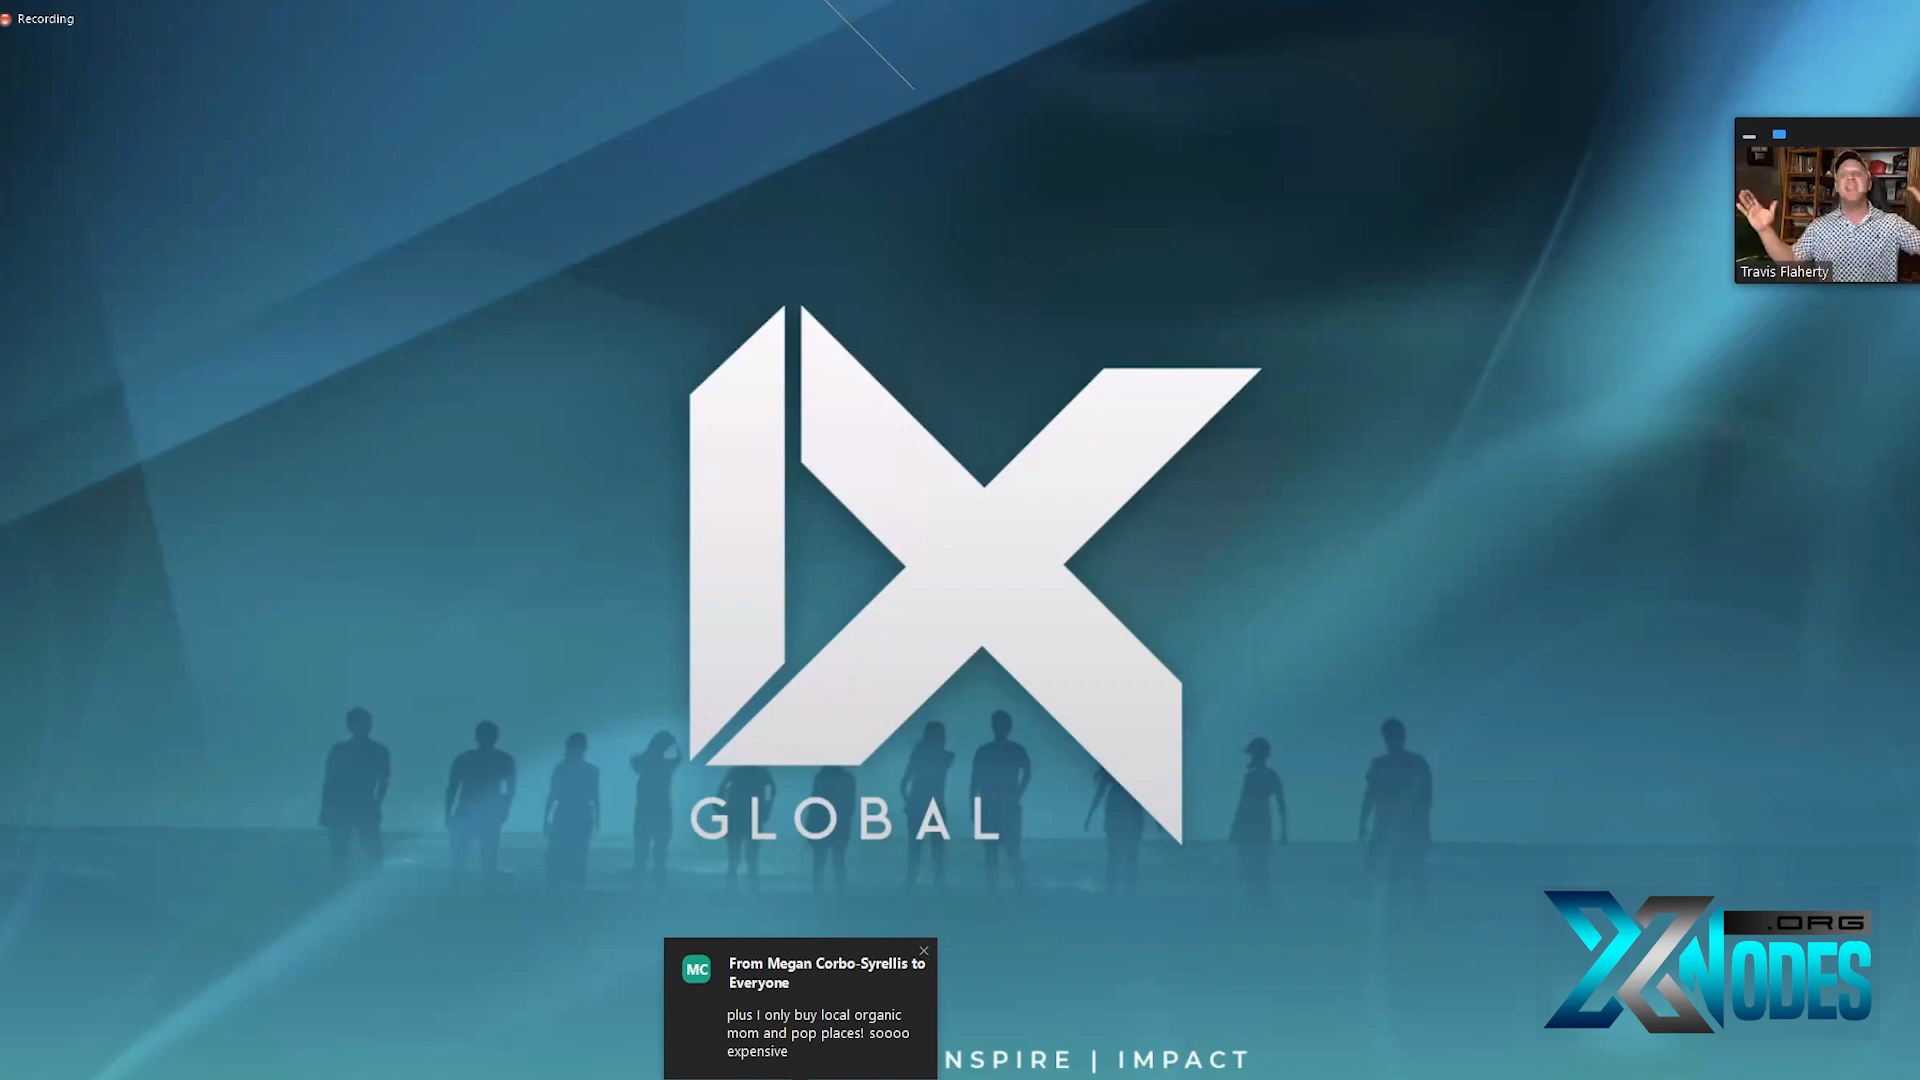 Recording
Travis Flaherty
IX
GLOBAL
.ORG
XNODES
MC
From Megan Corbo-Syrellis to
Everyone
plus I only buy local organic
mom and pop places! soooo
expensive
NSPIRE | IMPACT